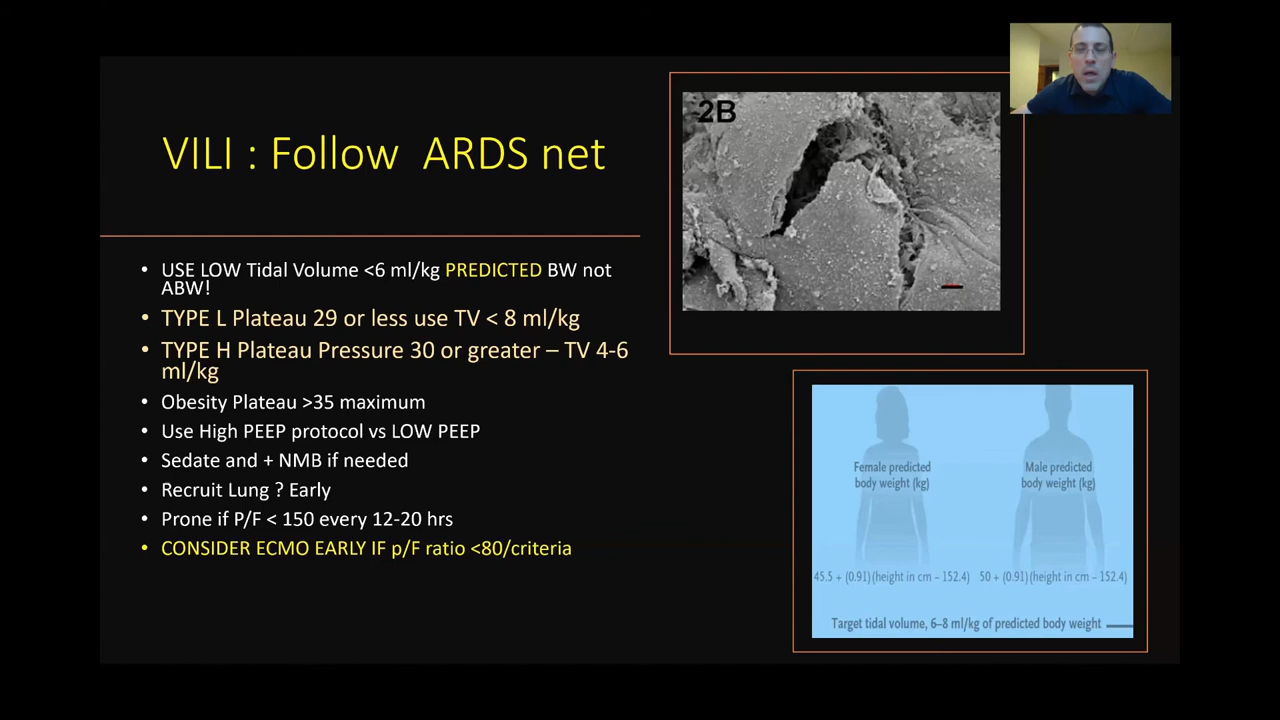 VILI : Follow ARDS net
• USE LOW Tidal Volume <6 ml/kg PREDICTED BW not
ABW!
• TYPE L Plateau 29 or less use TV < 8 ml/kg
• TYPE H Plateau Pressure 30 or greater – TV 4-6
ml/kg
• Obesity Plateau >35 maximum
• Use High PEEP protocol vs LOW PEEP
• Sedate and + NMB if needed
• Recruit Lung ? Early
• Prone if P/F < 150 every 12-20 hrs
• CONSIDER ECMO EARLY IF p/F ratio <80/criteria
2B
Female predicted
body weight (kg)
Male predicted
body weight (kg)
45.5 + (0.91)(height in cm – 152.4)
50 + (0.91)(height in cm – 152.4)
Target tidal volume, 6–8 ml/kg of predicted body weight